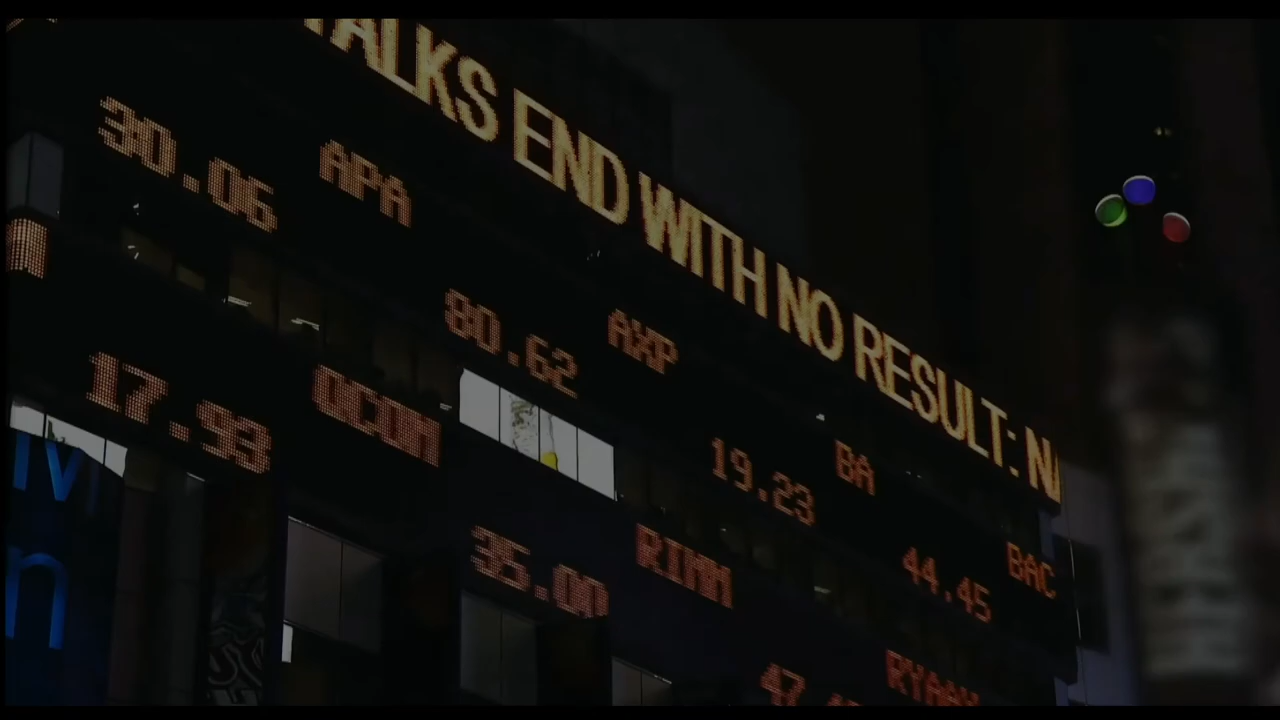 TALKS END WITH NO RESULT: N
30.06 APA
80.62 AXP
19.23 BA
44.45 BAC
17.93 QCOM
35.00 RIMM
47.